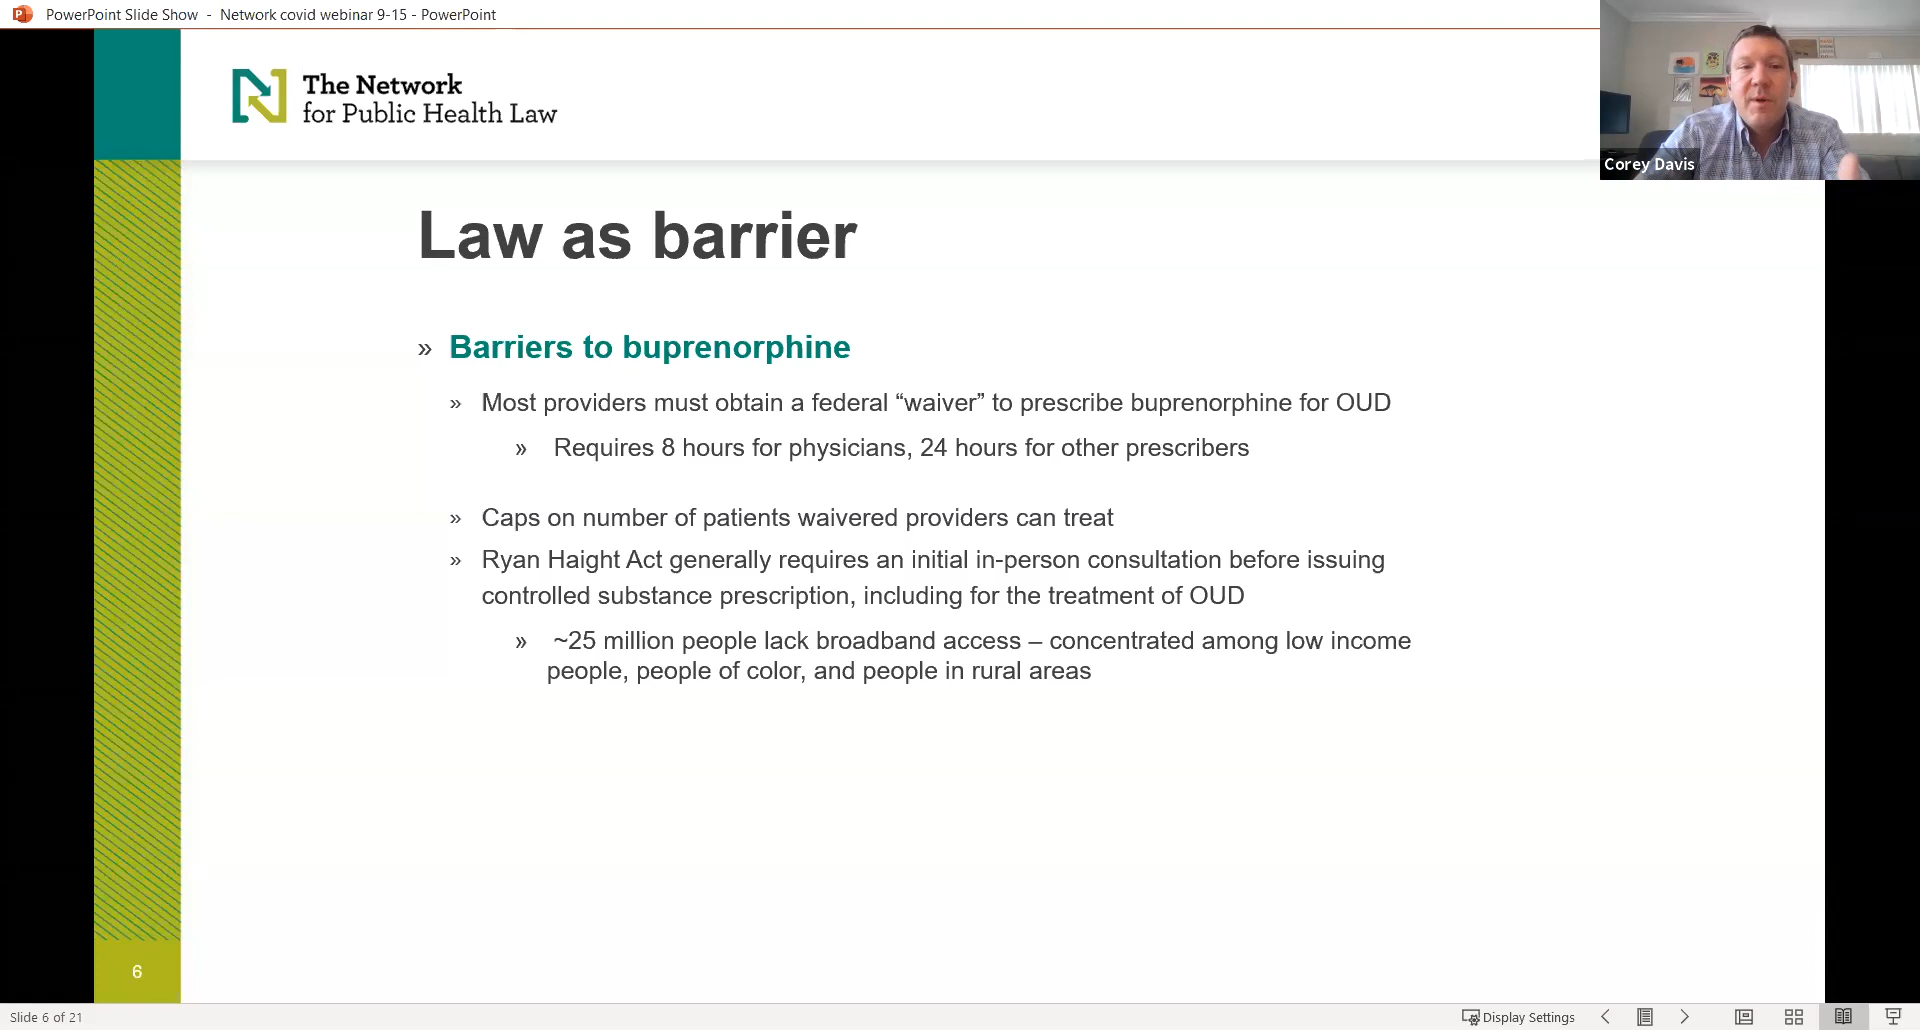 PowerPoint Slide Show - Network covid webinar 9-15 - PowerPoint
The Network
for Public Health Law
Corey Davis
Law as barrier
» Barriers to buprenorphine
» Most providers must obtain a federal “waiver” to prescribe buprenorphine for OUD
» Requires 8 hours for physicians, 24 hours for other prescribers
» Caps on number of patients waivered providers can treat
» Ryan Haight Act generally requires an initial in-person consultation before issuing
controlled substance prescription, including for the treatment of OUD
» ~25 million people lack broadband access – concentrated among low income
people, people of color, and people in rural areas
6
Slide 6 of 21
Display Settings